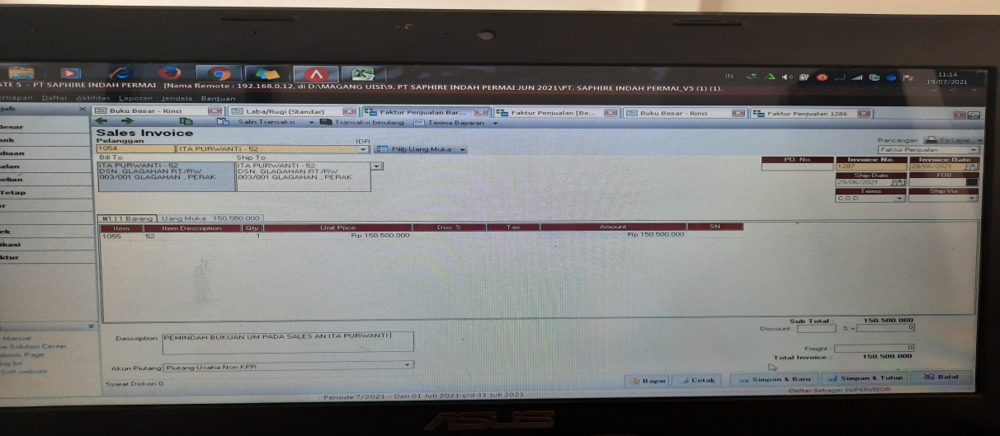 IN
11:14
19/07/2021
ATE 5 - PT SAPHIRE INDAH PERMAI [Nama Remote : 192.168.0.12, di D:\MAGANG UISI\9. PT SAPHIRE INDAH PERMAI JUN 2021\PT. SAPHIRE INDAH PERMAI_V5 (1) (1).
ersiapan Daftar Aktifitas Laporan Jendela Bantuan
Buku Besar - Rinci
Laba/Rugi (Standar)
Faktur Penjualan Bar...
Faktur Penjualan [Be...
Buku Besar - Rinci
Faktur Penjualan 1286
Salin Transaksi
Transaksi berulang
Terima Bayaran
Sales Invoice
Pelanggan
IDR
1054
ITA PURWANTI - 52
Pilih Uang Muka
Rancangan
Ke Layar
Faktur Penjualan
Bill To
Ship To
ITA PURWANTI - 52
DSN. GLAGAHAN RT/RW
003/001 GLAGAHAN , PERAK
ITA PURWANTI - 52
DSN. GLAGAHAN RT/RW
003/001 GLAGAHAN , PERAK
PO. No.
Invoice No.
Invoice Date
1287
29/06/2021
Ship Date
FOB
29/06/2021
Terms
Ship Via
C.O.D
#1 | 1 Barang
Uang Muka 150.500.000
Item
Item Description
Qty
Unit Price
Disc %
Tax
Amount
SN
1055
52
1
Rp 150.500.000
Rp 150.500.000
esar
ank
diaan
alan
elian
Tetap
ek
ikasi
ktur
Manual
ne Solution Center
ebook Page
ing list
Soft website
Description:
PEMINDAH BUKUAN UM PADA SALES AN ITA PURWANTI
Akun Piutang
Piutang Usaha Non KPR
Syarat Diskon 0
Sub Total : 150.500.000
Discount : % = 0
Freight : 0
Total Invoice : 150.500.000
Bayar
Cetak
Simpan & Baru
Simpan & Tutup
Batal
Periode 7/2021 - Dari 01 Juli 2021 s/d 31 Juli 2021
Daftar Sebagai SUPERVISOR
ASUS